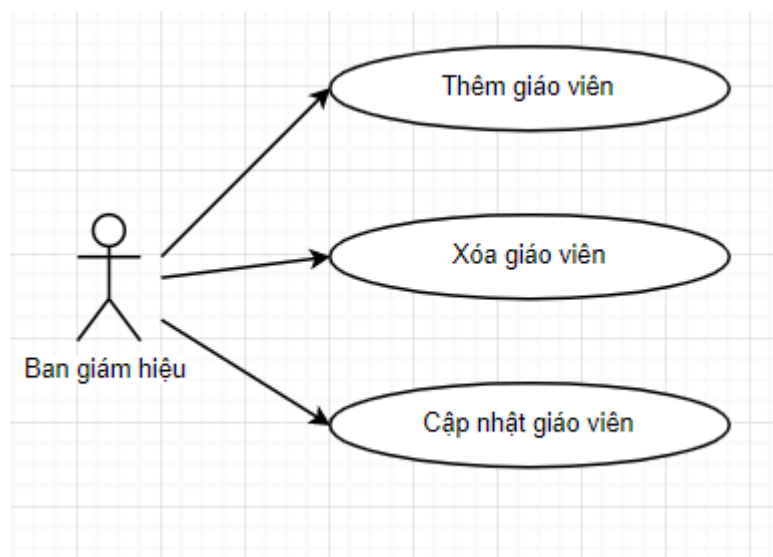 Thêm giáo viên
Xóa giáo viên
Ban giám hiệu
Cập nhật giáo viên